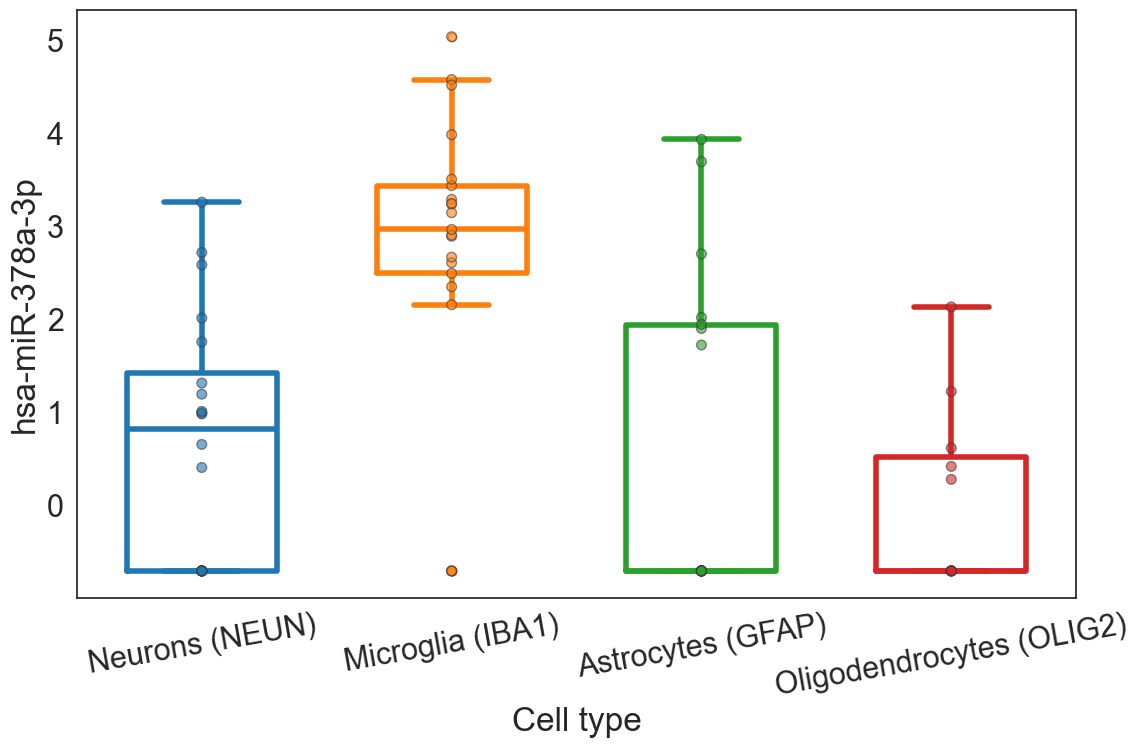 hsa-miR-378a-3p
5
4
3
2
1
0
Neurons (NEUN)
Microglia (IBA1)
Astrocytes (GFAP)
Oligodendrocytes (OLIG2)
Cell type